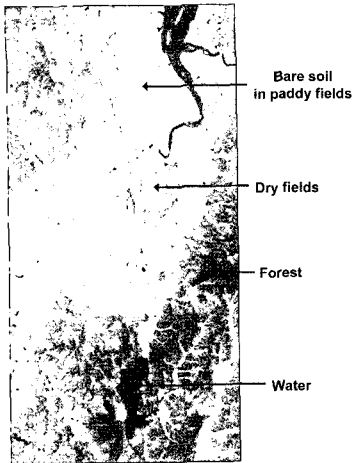 Bare soil
in paddy fields
Dry fields
Forest
Water